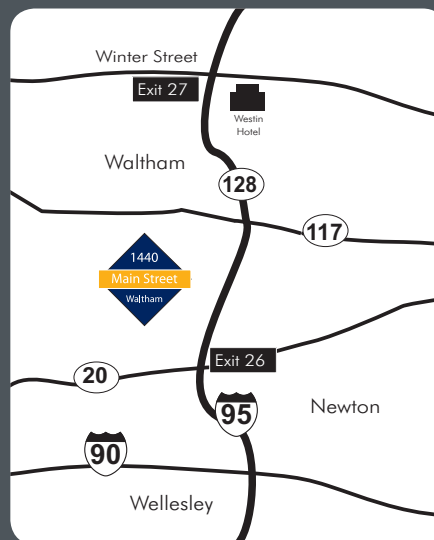 Winter Street
Exit 27
Westin
Hotel
Waltham
128
117
1440
Main Street
Waltham
Exit 26
20
95
Newton
90
Wellesley